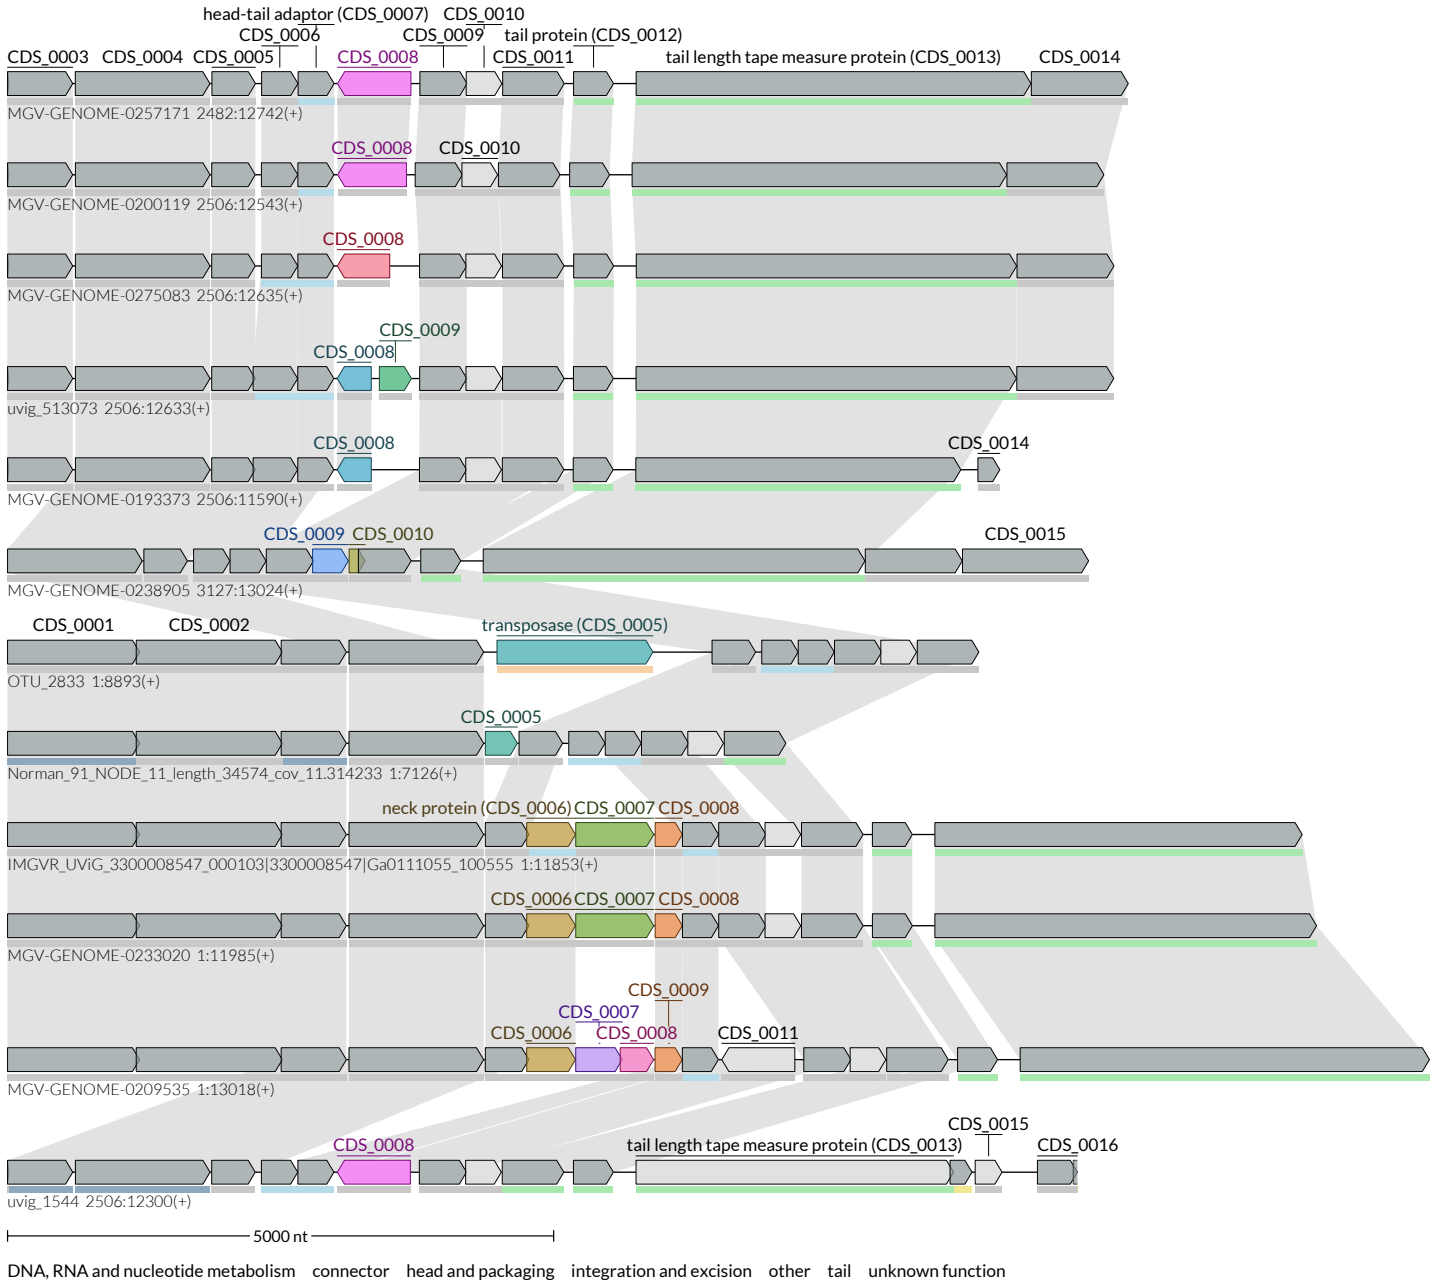 head-tail adaptor (CDS_0007) CDS_0010
CDS_0006 CDS_0009 tail protein (CDS_0012)
CDS_0003 CDS_0004 CDS_0005 CDS_0008 CDS_0011 tail length tape measure protein (CDS_0013) CDS_0014
MGV-GENOME-0257171 2482:12742(+)
CDS_0008 CDS_0010
MGV-GENOME-0200119 2506:12543(+)
CDS_0008
MGV-GENOME-0275083 2506:12635(+)
CDS_0009
CDS_0008
uvig_513073 2506:12633(+)
CDS_0008 CDS_0014
MGV-GENOME-0193373 2506:11590(+)
CDS_0009 CDS_0010 CDS_0015
MGV-GENOME-0238905 3127:13024(+)
CDS_0001 CDS_0002 transposase (CDS_0005)
OTU_2833 1:8893(+)
CDS_0005
Norman_91_NODE_11_length_34574_cov_11.314233 1:7126(+)
neck protein (CDS_0006) CDS_0007 CDS_0008
IMGVR_UViG_3300008547_000103|3300008547|Ga0111055_100555 1:11853(+)
CDS_0006 CDS_0007 CDS_0008
MGV-GENOME-0233020 1:11985(+)
CDS_0009
CDS_0007
CDS_0006 CDS_0008 CDS_0011
MGV-GENOME-0209535 1:13018(+)
CDS_0015
CDS_0008 tail length tape measure protein (CDS_0013) CDS_0016
uvig_1544 2506:12300(+)
5000 nt
DNA, RNA and nucleotide metabolism connector head and packaging integration and excision other tail unknown function